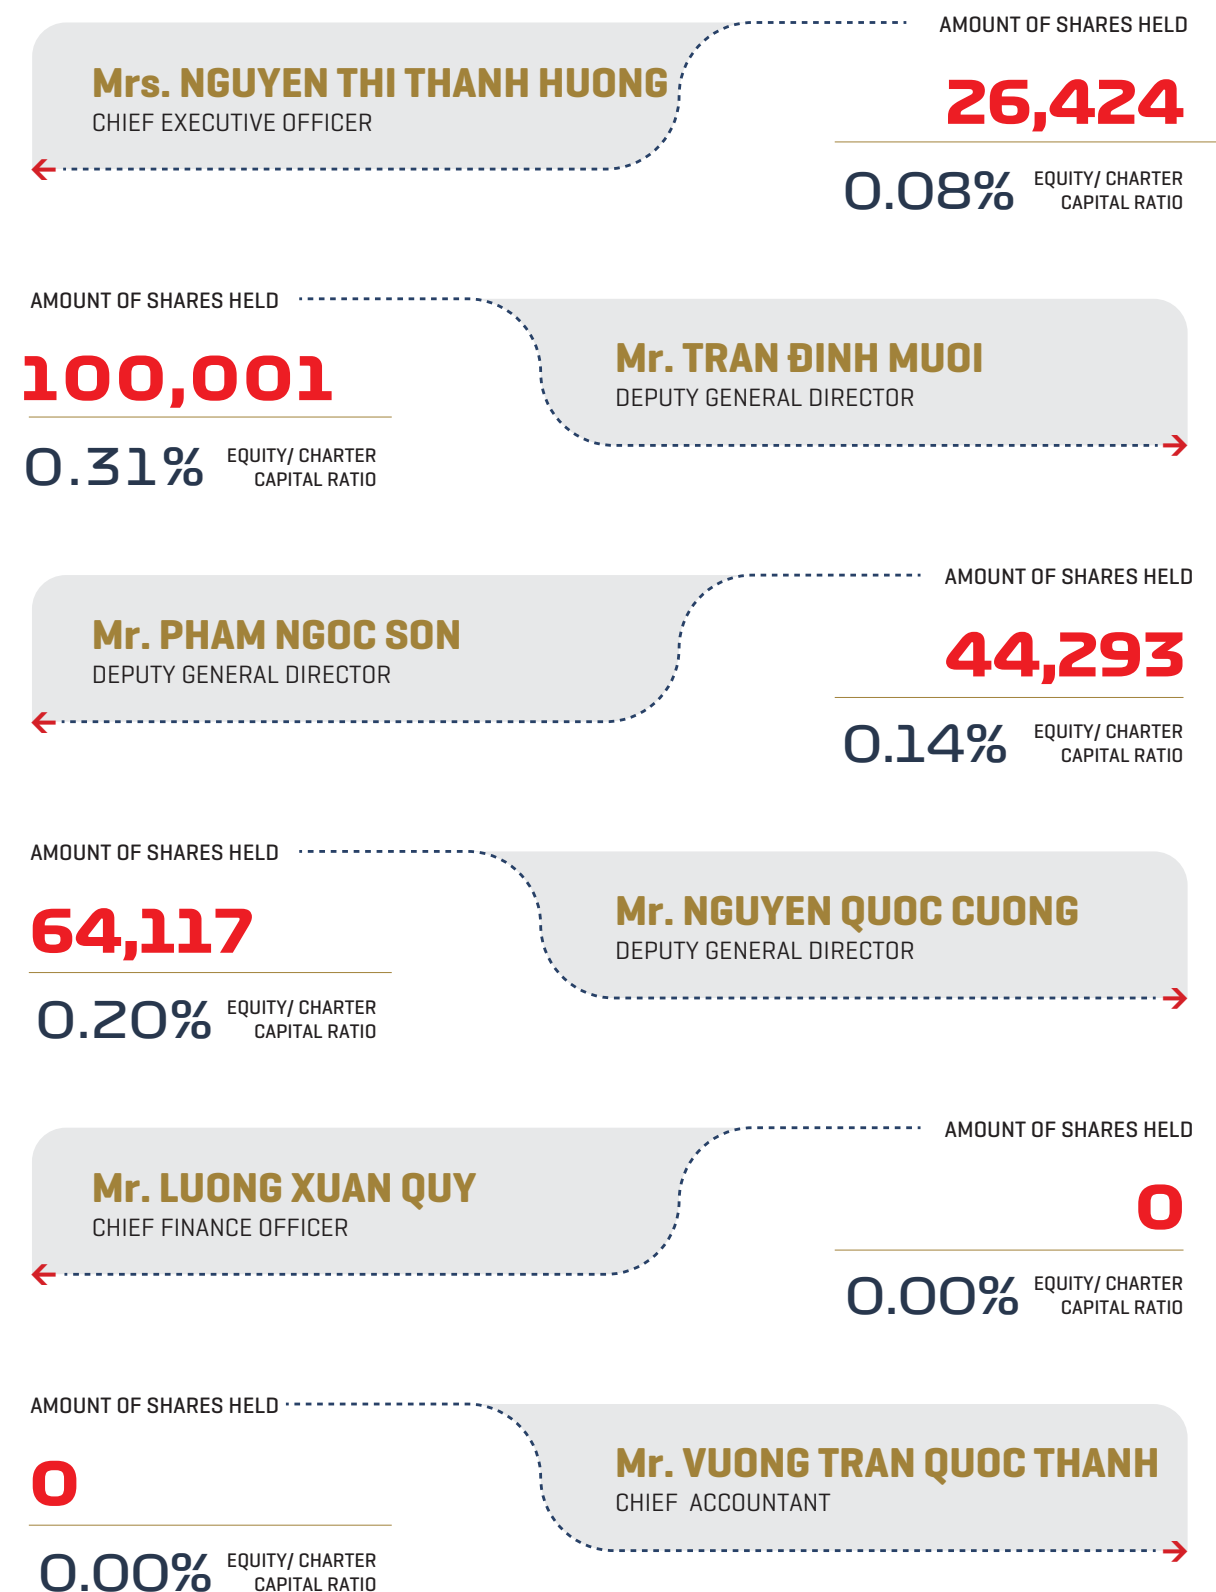 Mrs. NGUYEN THI THANH HUONG
CHIEF EXECUTIVE OFFICER
AMOUNT OF SHARES HELD
26,424
0.08%
EQUITY/ CHARTER
CAPITAL RATIO
AMOUNT OF SHARES HELD
100,001
0.31%
EQUITY/ CHARTER
CAPITAL RATIO
Mr. TRAN ĐINH MUOI
DEPUTY GENERAL DIRECTOR
Mr. PHAM NGOC SON
DEPUTY GENERAL DIRECTOR
AMOUNT OF SHARES HELD
44,293
0.14%
EQUITY/ CHARTER
CAPITAL RATIO
AMOUNT OF SHARES HELD
64,117
0.20%
EQUITY/ CHARTER
CAPITAL RATIO
Mr. NGUYEN QUOC CUONG
DEPUTY GENERAL DIRECTOR
Mr. LUONG XUAN QUY
CHIEF FINANCE OFFICER
AMOUNT OF SHARES HELD
0
0.00%
EQUITY/ CHARTER
CAPITAL RATIO
AMOUNT OF SHARES HELD
0
0.00%
EQUITY/ CHARTER
CAPITAL RATIO
Mr. VUONG TRAN QUOC THANH
CHIEF ACCOUNTANT